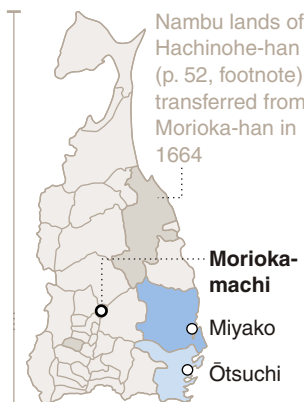 Nambu lands of
Hachinohe-han
(p. 52, footnote)
transferred from
Morioka-han in
1664
Morioka-
machi
Miyako
Ōtsuchi